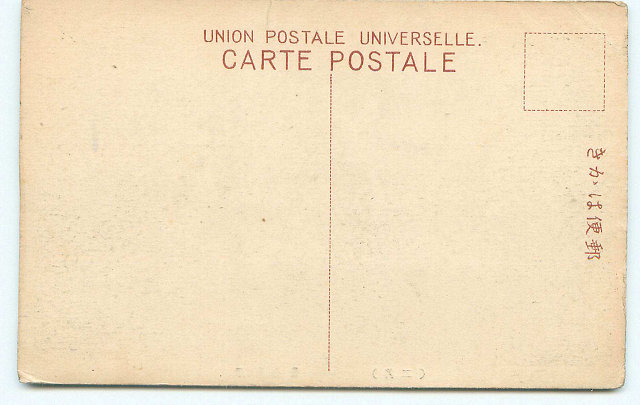 UNION POSTALE UNIVERSELLE.
CARTE POSTALE
郵便はがき